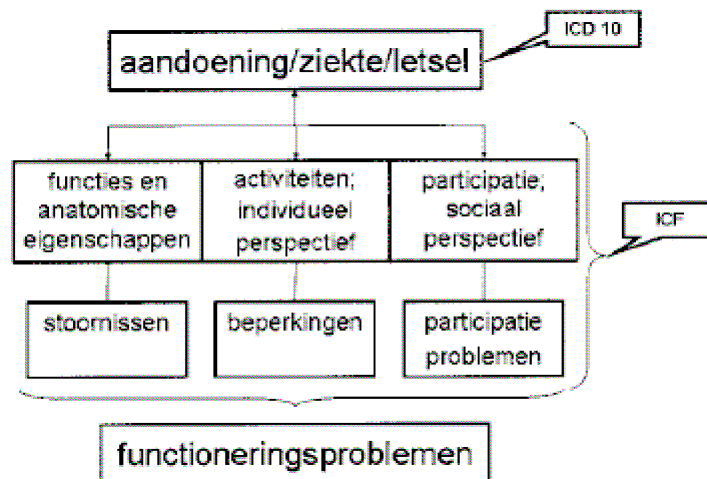 ICD 10
aandoening/ziekte/letsel
functies en
anatomische
eigenschappen
activiteiten;
individueel
perspectief
participatie;
sociaal
perspectief
ICF
stoornissen
beperkingen
participatie
problemen
functioneringsproblemen